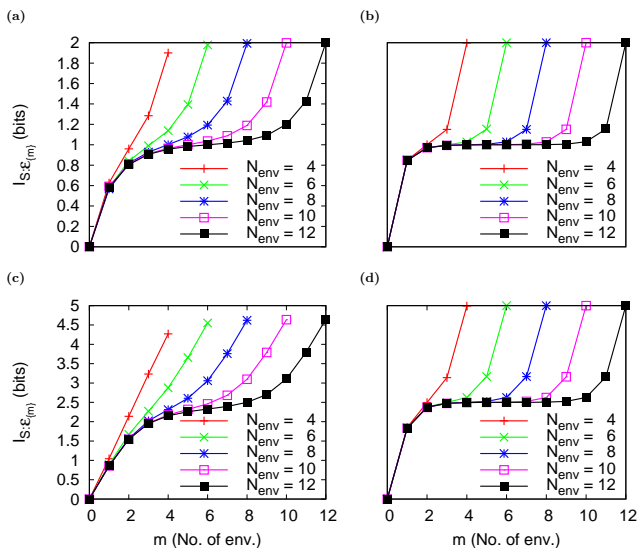 (a)
(b)
2
1.8
1.6
1.4
1.2
1
0.8
0.6
0.4
0.2
0
I_{S:ε_{m}} (bits)
N_env = 4
N_env = 6
N_env = 8
N_env = 10
N_env = 12
N_env = 4
N_env = 6
N_env = 8
N_env = 10
N_env = 12
(c)
(d)
5
4.5
4
3.5
3
2.5
2
1.5
1
0.5
0
I_{S:ε_{m}} (bits)
N_env = 4
N_env = 6
N_env = 8
N_env = 10
N_env = 12
N_env = 4
N_env = 6
N_env = 8
N_env = 10
N_env = 12
0 2 4 6 8 10 12
0 2 4 6 8 10 12
m (No. of env.)
m (No. of env.)